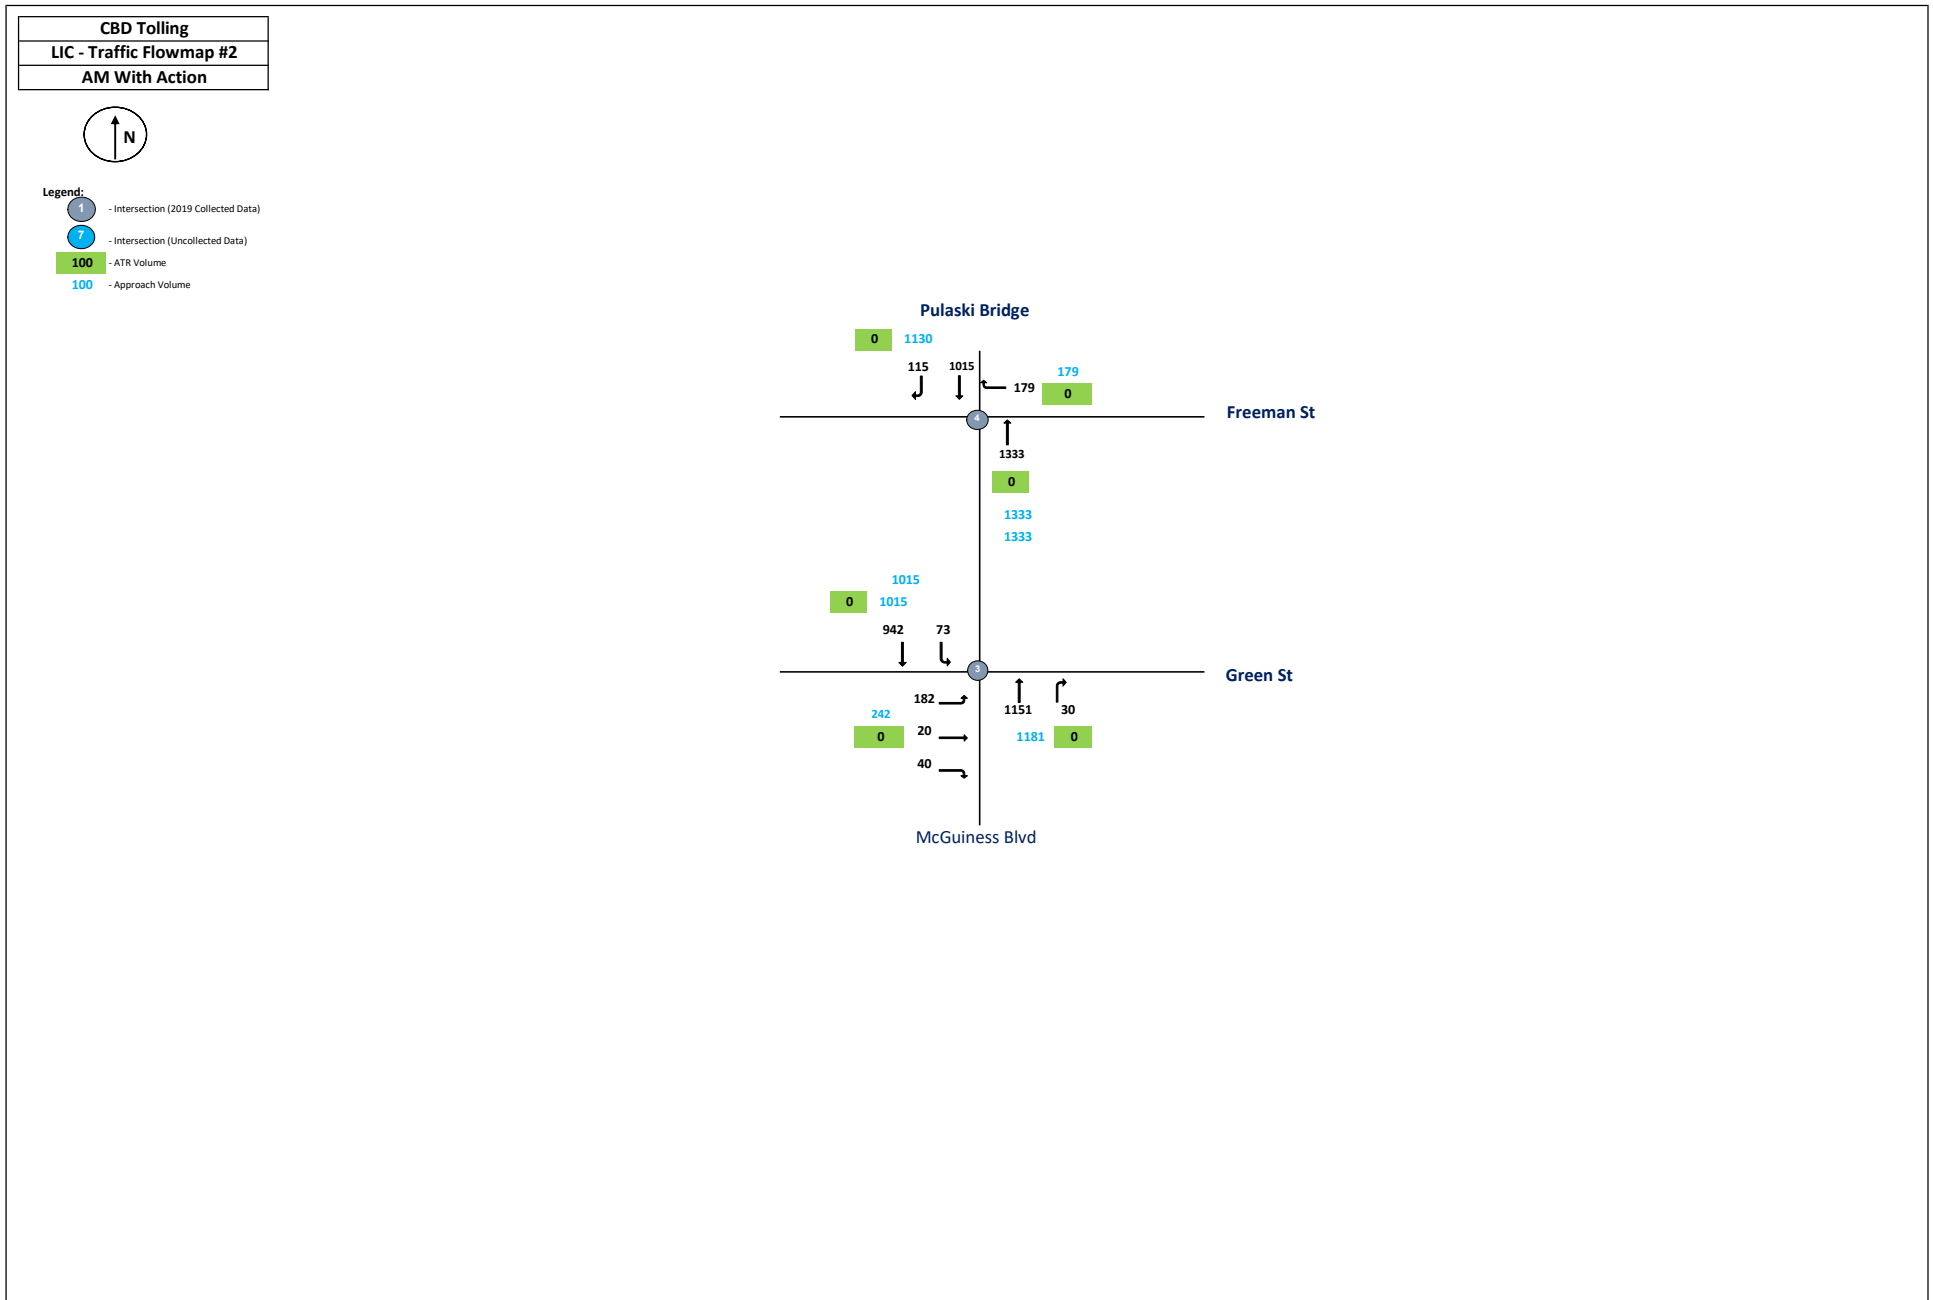 CBD Tolling
LIC - Traffic Flowmap #2
AM With Action
N
Legend:
1 - Intersection (2019 Collected Data)
7 - Intersection (Uncollected Data)
100 - ATR Volume
100 - Approach Volume
Pulaski Bridge
0 1130
115 1015
179
179
0
Freeman St
4
1333
0
1333
1333
1015
0 1015
942 73
3
Green St
182
1151 30
242
20
0
1181 0
40
McGuiness Blvd